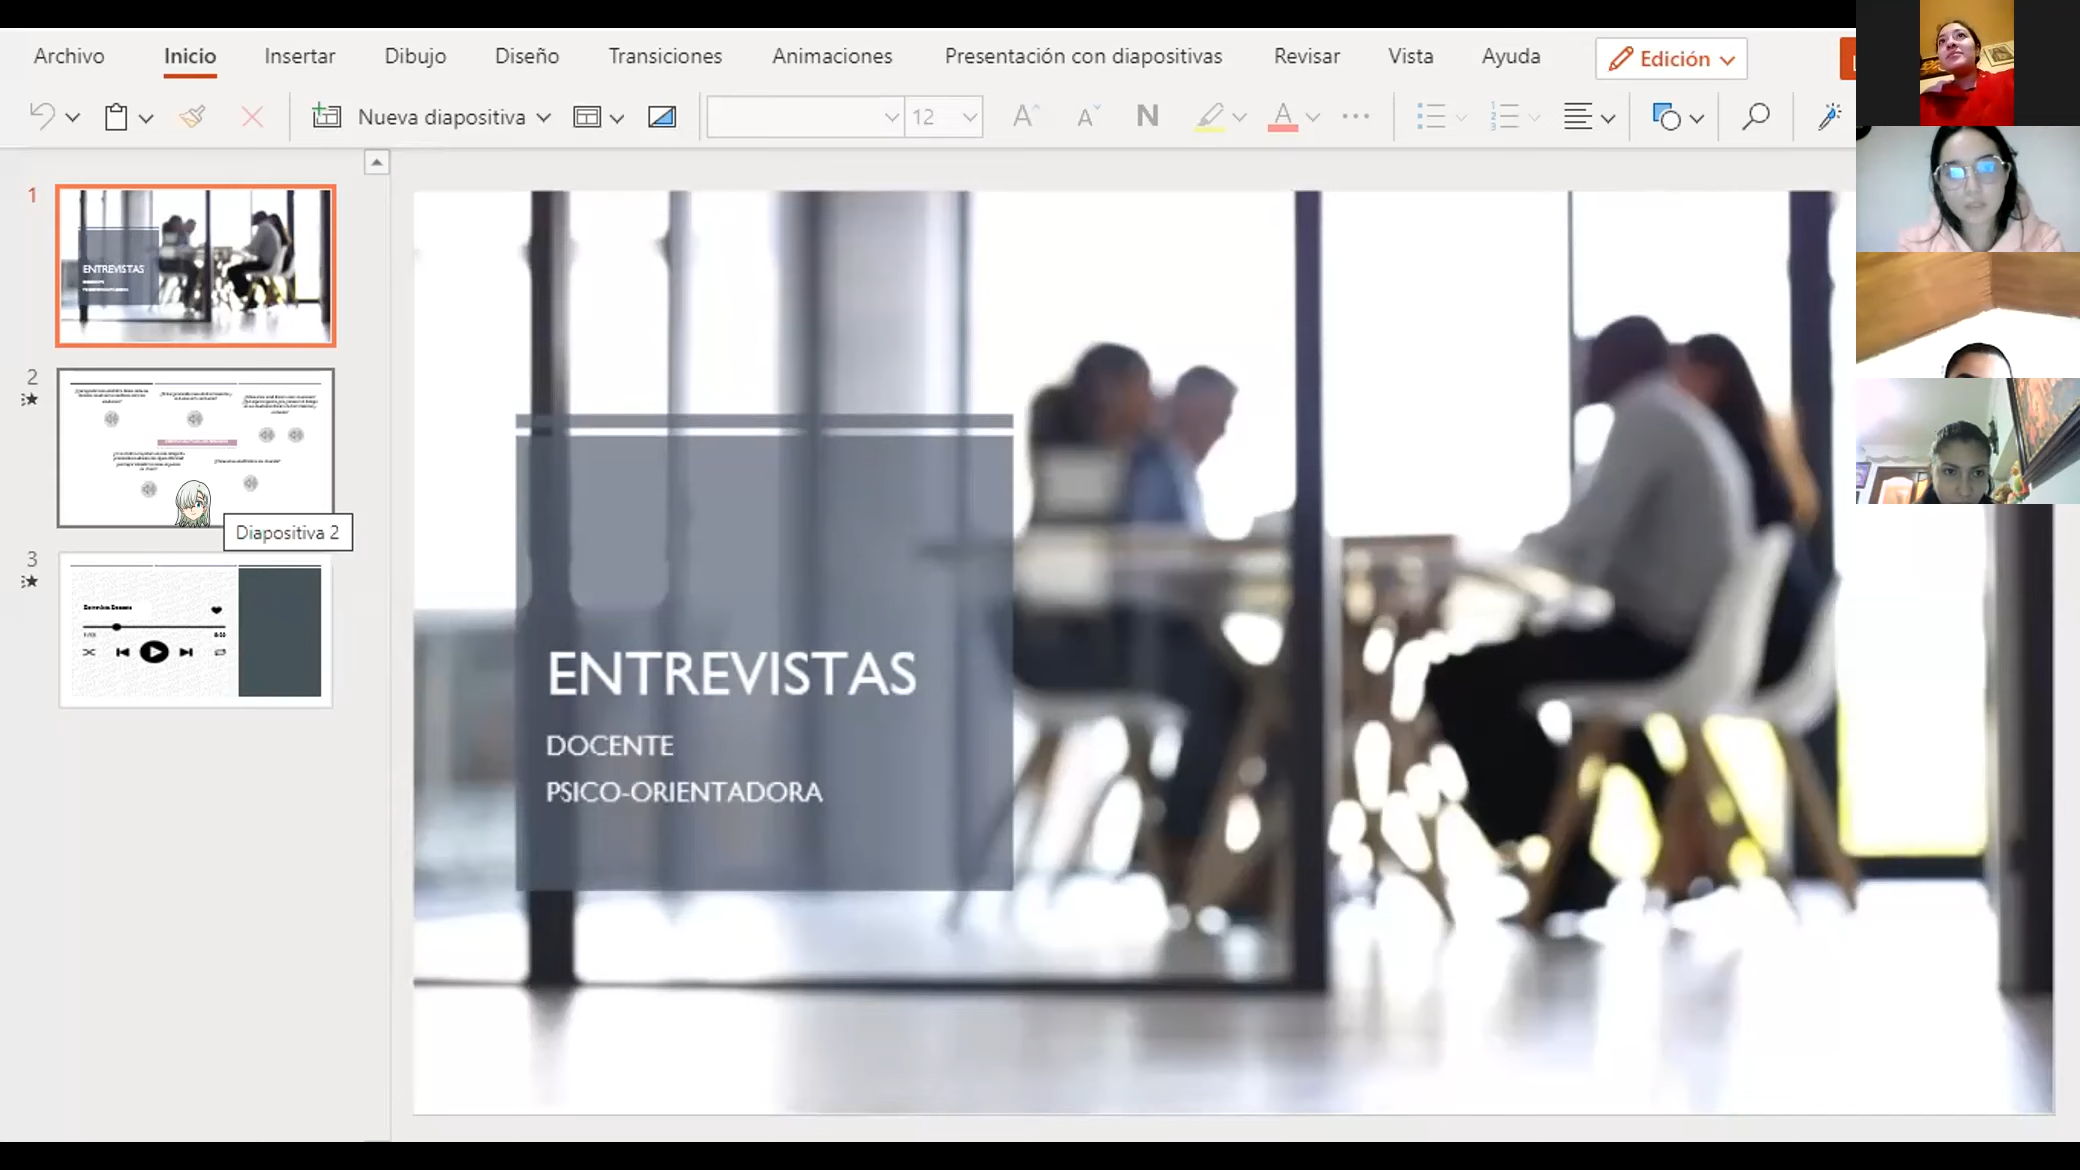 Archivo Inicio Insertar Dibujo Diseño Transiciones Animaciones Presentación con diapositivas Revisar Vista Ayuda Edición
Nueva diapositiva 12 N
1
ENTREVISTAS
2
Diapositiva 2
3
ENTREVISTAS
DOCENTE
PSICO-ORIENTADORA